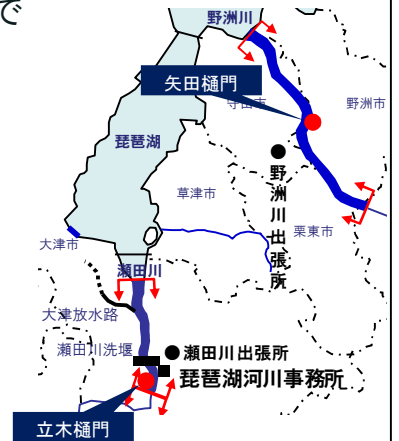 で
野洲川
矢田樋門
守山市
野洲市
琵琶湖
野洲川出張所
草津市
栗東市
大津市
瀬田川
大津放水路
瀬田川洗堰
瀬田川出張所
琵琶湖河川事務所
立木樋門